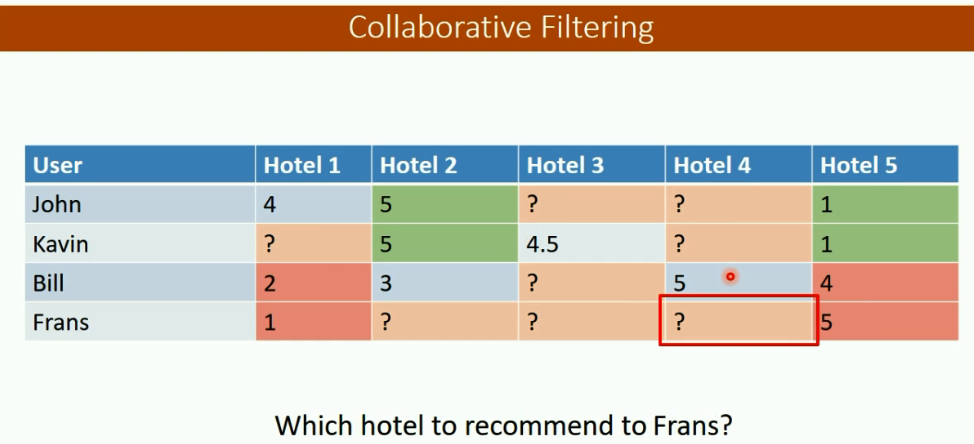 Collaborative Filtering
User Hotel 1 Hotel 2 Hotel 3 Hotel 4 Hotel 5
John 4 5 ? ? 1
Kavin ? 5 4.5 ? 1
Bill 2 3 ? 5 4
Frans 1 ? ? ? 5
Which hotel to recommend to Frans?